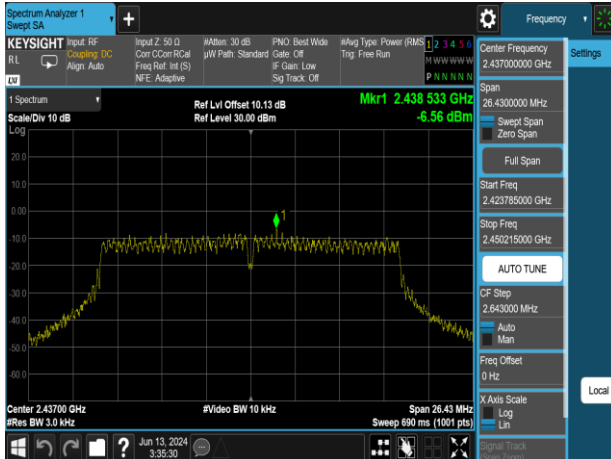 Spectrum Analyzer 1
Swept SA
+
Frequency
KEYSIGHT
RL
LXI
Input: RF
Coupling: DC
Align: Auto
Input Z: 50 Ω
Corr CCorr RCal
Freq Ref: Int (S)
NFE: Adaptive
#Atten: 30 dB
µW Path: Standard
PNO: Best Wide
Gate: Off
IF Gain: Low
Sig Track: Off
#Avg Type: Power (RMS
Trig: Free Run
1 2 3 4 5 6
M W W W W W
P N N N N N
1 Spectrum
Scale/Div 10 dB
Ref Lvl Offset 10.13 dB
Ref Level 30.00 dBm
Mkr1 2.438 533 GHz
-6.56 dBm
Log
20.0
10.0
0.00
-10.0
-20.0
-30.0
-40.0
-50.0
-60.0
1
Center 2.43700 GHz
#Res BW 3.0 kHz
#Video BW 10 kHz
Span 26.43 MHz
Sweep 690 ms (1001 pts)
Center Frequency
2.437000000 GHz
Span
26.4300000 MHz
Swept Span
Zero Span
Full Span
Start Freq
2.423785000 GHz
Stop Freq
2.450215000 GHz
AUTO TUNE
CF Step
2.643000 MHz
Auto
Man
Freq Offset
0 Hz
X Axis Scale
Log
Lin
Signal Track
(Span Zoom)
Settings
Local
?
Jun 13, 2024
3:35:30